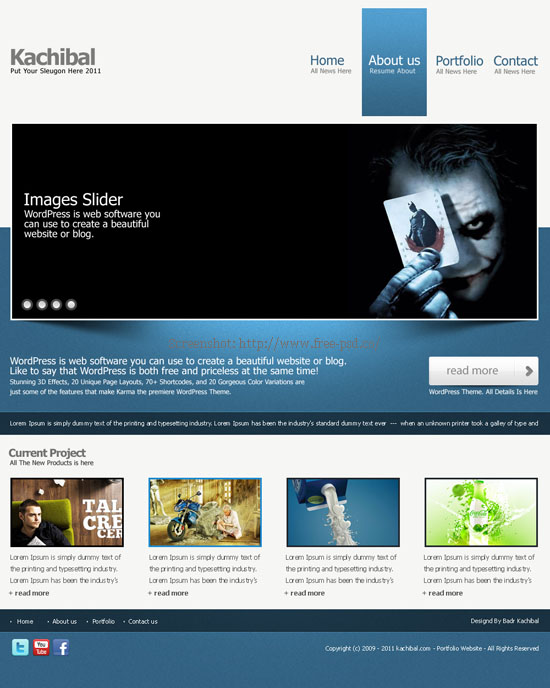 Kachibal
Put Your Sleugon Here 2011
Home
All News Here
About us
Resume About
Portfolio
All News Here
Contact
All News Here
Images Slider
WordPress is web software you
can use to create a beautiful
website or blog.
screenshot: http://www.free-psd.
WordPress is web software you can use to create a beautiful website or blog.
Like to say that WordPress is both free and priceless at the same time!
Stunning 3D Effects, 20 Unique Page Layouts, 70+ Shortcodes, and 20 Gorgeous Color Variations are
just some of the features that make Karma the premiere WordPress Theme.
read more
WordPress Theme. All Details Is Here
Lorem Ipsum is simply dummy text of the printing and typesetting industry. Lorem Ipsum has been the industry's standard dummy text ever --- when an unknown printer took a galley of type and
Current Project
All The New Products is here
TAL
CRE
CER
Lorem Ipsum is simply dummy text of
the printing and typesetting industry.
Lorem Ipsum has been the industry's
+ read more
Lorem Ipsum is simply dummy text of
the printing and typesetting industry.
Lorem Ipsum has been the industry's
+ read more
Lorem Ipsum is simply dummy text of
the printing and typesetting industry.
Lorem Ipsum has been the industry's
+ read more
Lorem Ipsum is simply dummy text of
the printing and typesetting industry.
Lorem Ipsum has been the industry's
+ read more
Home
About us
Portfolio
Contact us
Designd By Badr Kachibal
You
Tube
Copyright (c) 2009 - 2011 kachibal.com - Portfolio Website - All Rights Reserved